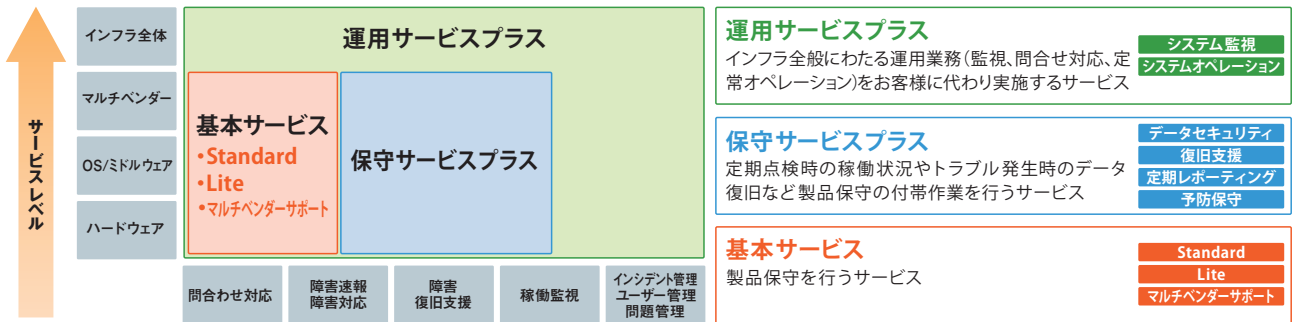 サービスレベル
インフラ全体
マルチベンダー
OS/ミドルウェア
ハードウェア
運用サービスプラス
基本サービス
・Standard
・Lite
・マルチベンダーサポート
保守サービスプラス
問合わせ対応
障害速報
障害対応
障害
復旧支援
稼働監視
インシデント管理
ユーザー管理
問題管理
運用サービスプラス
インフラ全般にわたる運用業務(監視、問合せ対応、定
常オペレーション)をお客様に代わり実施するサービス
システム監視
システムオペレーション
保守サービスプラス
定期点検時の稼働状況やトラブル発生時のデータ
復旧など製品保守の付帯作業を行うサービス
データセキュリティ
復旧支援
定期レポーティング
予防保守
基本サービス
製品保守を行うサービス
Standard
Lite
マルチベンダーサポート